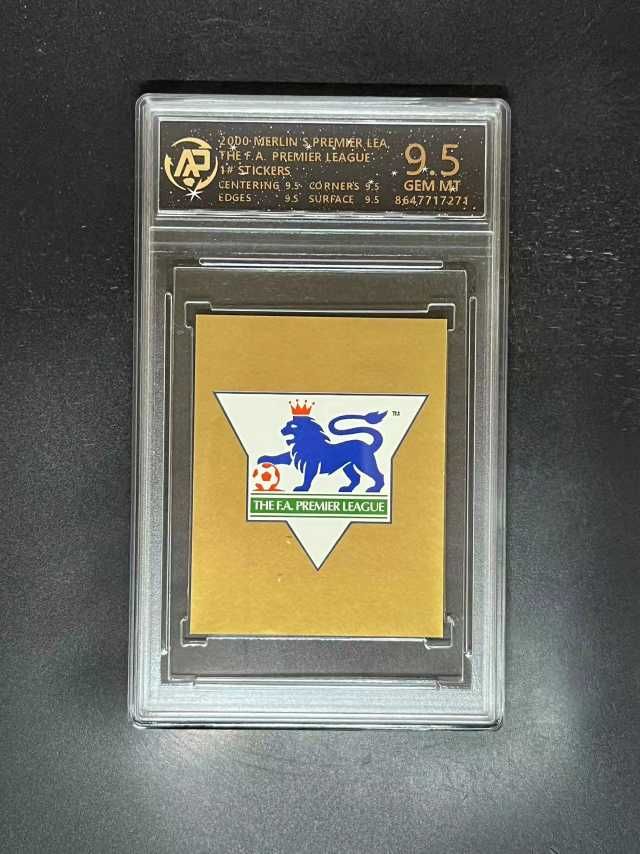 2000 MERLIN'S PREMIER LEA
THE F.A. PREMIER LEAGUE
1# STICKERS
CENTERING 9.5 CORNERS 9.5
EDGES 9.5 SURFACE 9.5
9.5
GEM MT
8647717271
TM
THE F.A. PREMIER LEAGUE